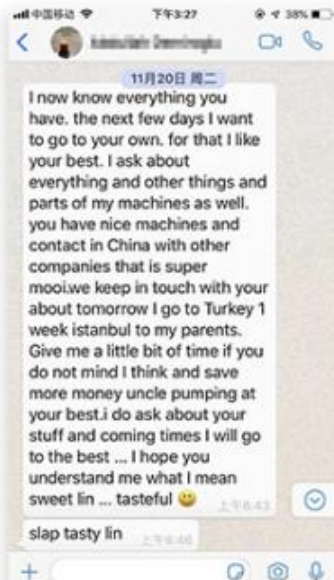 中国移动 下午3:27 38%
11月20日 周二
I now know everything you
have. the next few days I want
to go to your own. for that I like
your best. I ask about
everything and other things and
parts of my machines as well.
you have nice machines and
contact in China with other
companies that is super
mooi.we keep in touch with your
about tomorrow I go to Turkey 1
week istanbul to my parents.
Give me a little bit of time if you
do not mind I think and save
more money uncle pumping at
your best.i do ask about your
stuff and coming times I will go
to the best ... I hope you
understand me what I mean
sweet lin ... tasteful 😀
上午6:43
slap tasty lin
上午6:46